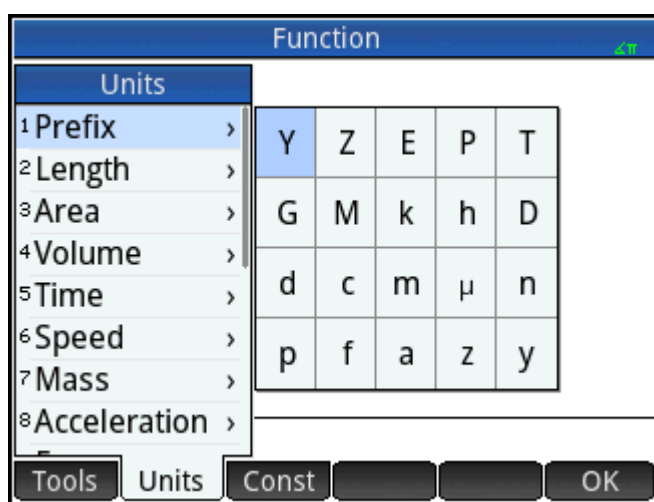 Function
∡π
Units
1 Prefix ›
2 Length ›
3 Area ›
4 Volume ›
5 Time ›
6 Speed ›
7 Mass ›
8 Acceleration ›
Y Z E P T
G M k h D
d c m µ n
p f a z y
Tools Units Const OK